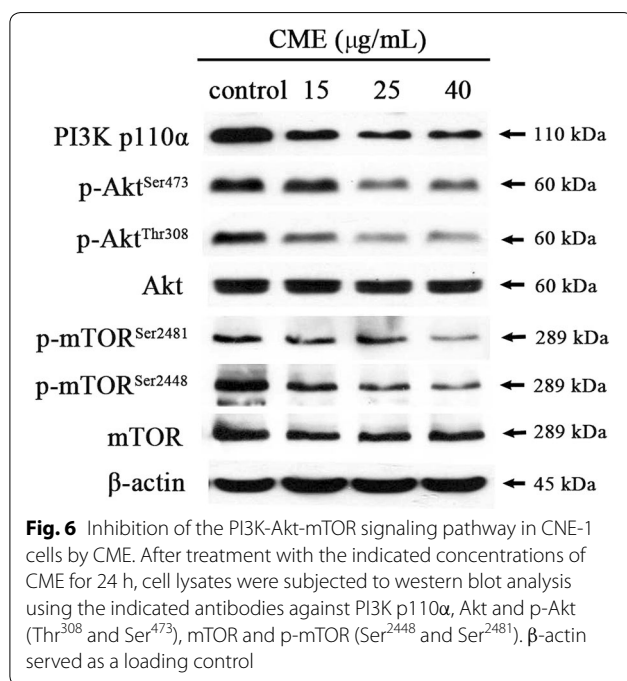 CME (μg/mL)
control 15 25 40
PI3K p110α ← 110 kDa
p-Akt^Ser473 ← 60 kDa
p-Akt^Thr308 ← 60 kDa
Akt ← 60 kDa
p-mTOR^Ser2481 ← 289 kDa
p-mTOR^Ser2448 ← 289 kDa
mTOR ← 289 kDa
β-actin ← 45 kDa
Fig. 6 Inhibition of the PI3K-Akt-mTOR signaling pathway in CNE-1
cells by CME. After treatment with the indicated concentrations of
CME for 24 h, cell lysates were subjected to western blot analysis
using the indicated antibodies against PI3K p110α, Akt and p-Akt
(Thr^308 and Ser^473), mTOR and p-mTOR (Ser^2448 and Ser^2481). β-actin
served as a loading control